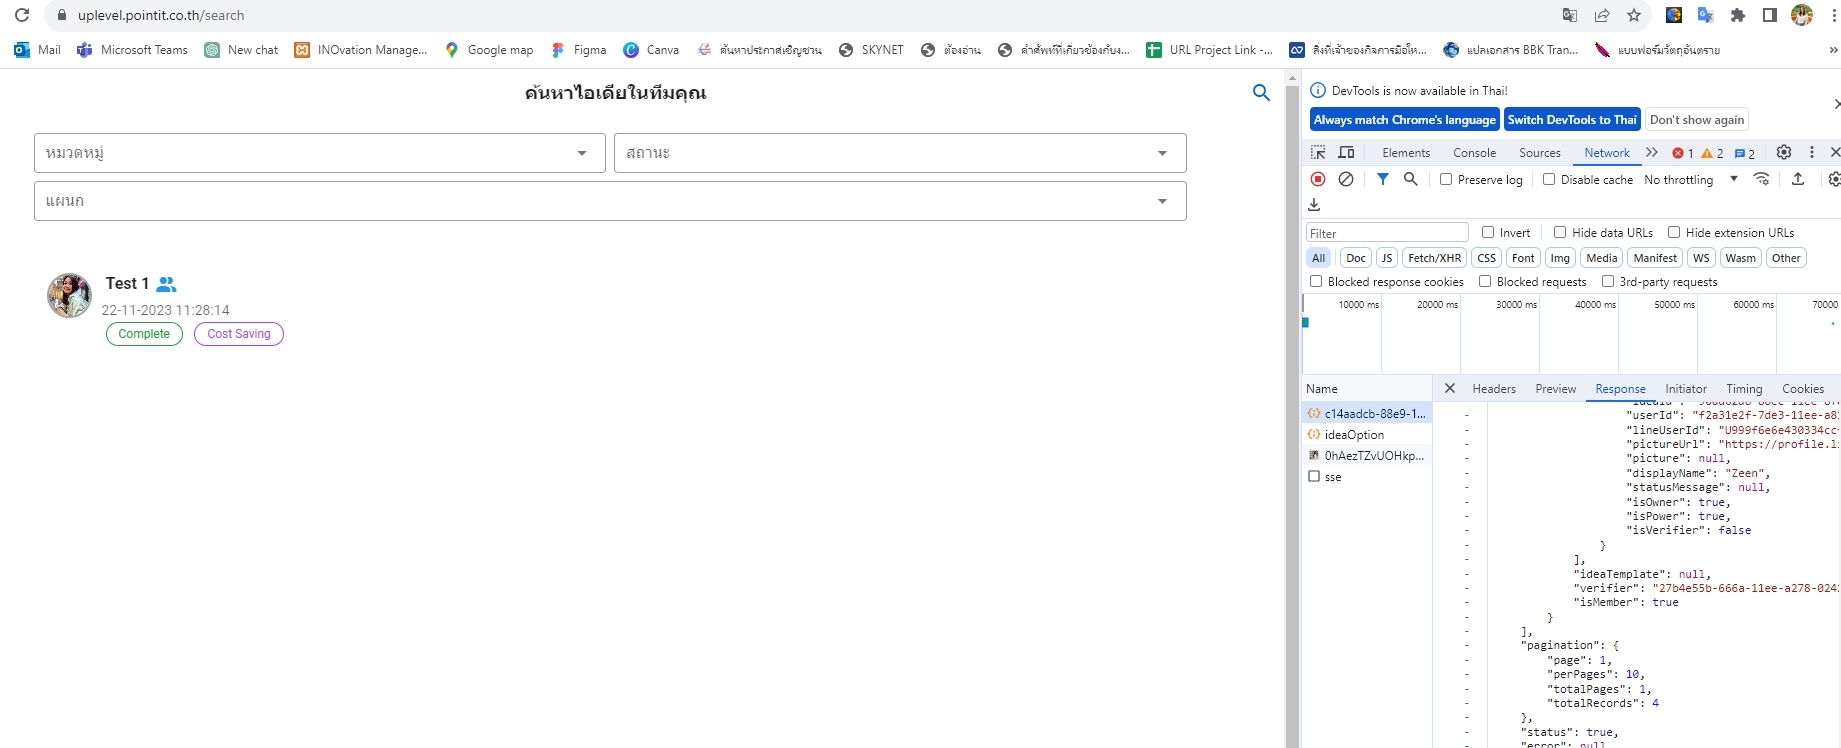 uplevel.pointit.co.th/search
Mail Microsoft Teams New chat INOvation Manage... Google map Figma Canva ค้นหาประกาศเชิญชวน SKYNET ต้องอ่าน คำศัพท์ที่เกี่ยวข้องกับง... URL Project Link -... สิ่งที่เจ้าของกิจการมือให... แปลเอกสาร BBK Tran... แบบฟอร์มวัตถุอันตราย »
ค้นหาไอเดียในทีมคุณ
หมวดหมู่ สถานะ
แผนก
Test 1
22-11-2023 11:28:14
Complete Cost Saving
DevTools is now available in Thai!
Always match Chrome's language Switch DevTools to Thai Don't show again
Elements Console Sources Network » 1 2 2
Preserve log Disable cache No throttling
Filter Invert Hide data URLs Hide extension URLs
All Doc JS Fetch/XHR CSS Font Img Media Manifest WS Wasm Other
Blocked response cookies Blocked requests 3rd-party requests
10000 ms 20000 ms 30000 ms 40000 ms 50000 ms 60000 ms 70000
Name Headers Preview Response Initiator Timing Cookies
c14aadcb-88e9-1...
ideaOption
0hAezTZvUOHkp...
sse
- "userId": "f2a31e2f-7de3-11ee-a8
- "lineUserId": "U999f6e6e430334cc
- "pictureUrl": "https://profile.li
- "picture": null,
- "displayName": "Zeen",
- "statusMessage": null,
- "isOwner": true,
- "isPower": true,
- "isVerifier": false
- }
- ],
- "ideaTemplate": null,
- "verifier": "27b4e55b-666a-11ee-a278-024
- "isMember": true
- }
- ],
- "pagination": {
- "page": 1,
- "perPages": 10,
- "totalPages": 1,
- "totalRecords": 4
- },
- "status": true,
- "error": null